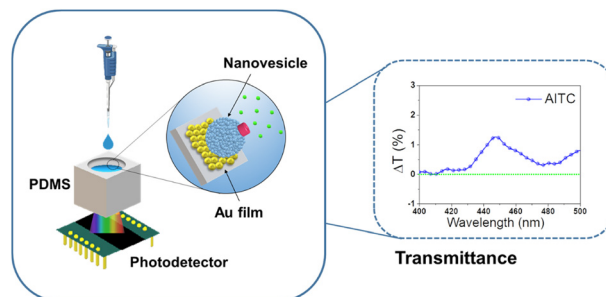 Nanovesicle
PDMS
Au film
Photodetector
AITC
3
2
1
0
-1
ΔT (%)
400 420 440 460 480 500
Wavelength (nm)
Transmittance